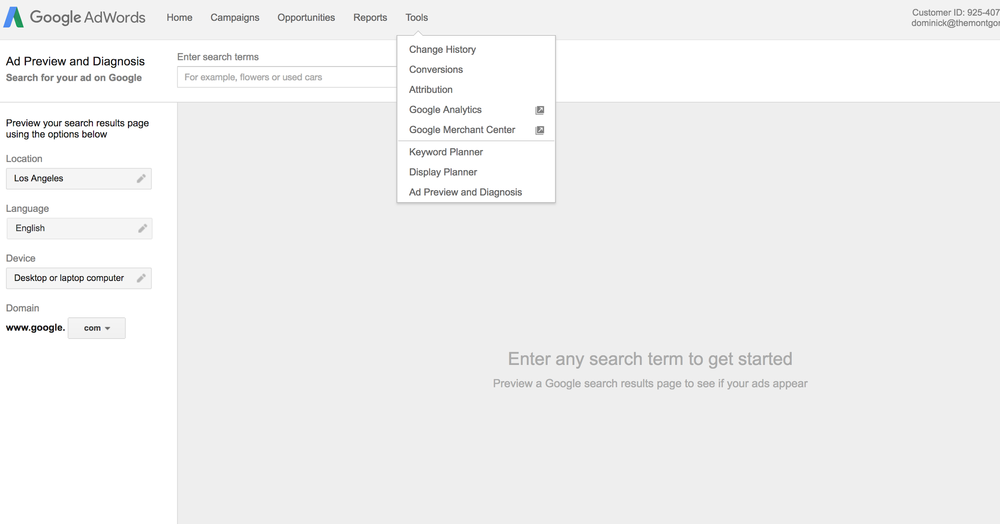 Google AdWords
Home Campaigns Opportunities Reports Tools
Customer ID: 925-407
dominick@themontgor
Ad Preview and Diagnosis
Search for your ad on Google
Enter search terms
For example, flowers or used cars
Change History
Conversions
Attribution
Google Analytics
Google Merchant Center
Keyword Planner
Display Planner
Ad Preview and Diagnosis
Preview your search results page
using the options below
Location
Los Angeles
Language
English
Device
Desktop or laptop computer
Domain
www.google. com
Enter any search term to get started
Preview a Google search results page to see if your ads appear